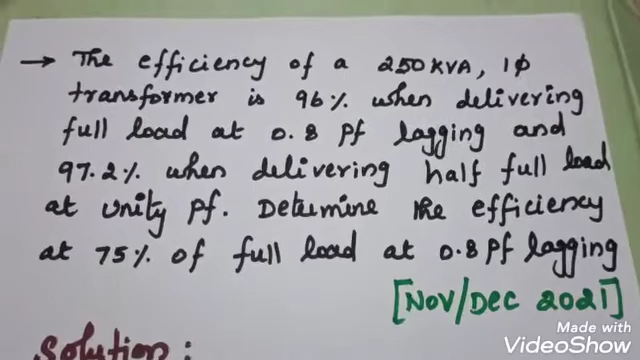 → The efficiency of a 250 KVA, 1ϕ
transformer is 96% when delivering
full load at 0.8 Pf lagging and
97.2% when delivering half full load
at unity Pf. Determine the efficiency
at 75% of full load at 0.8 Pf lagging
[NOV/DEC 2021]
Solution:
Made with
VideoShow